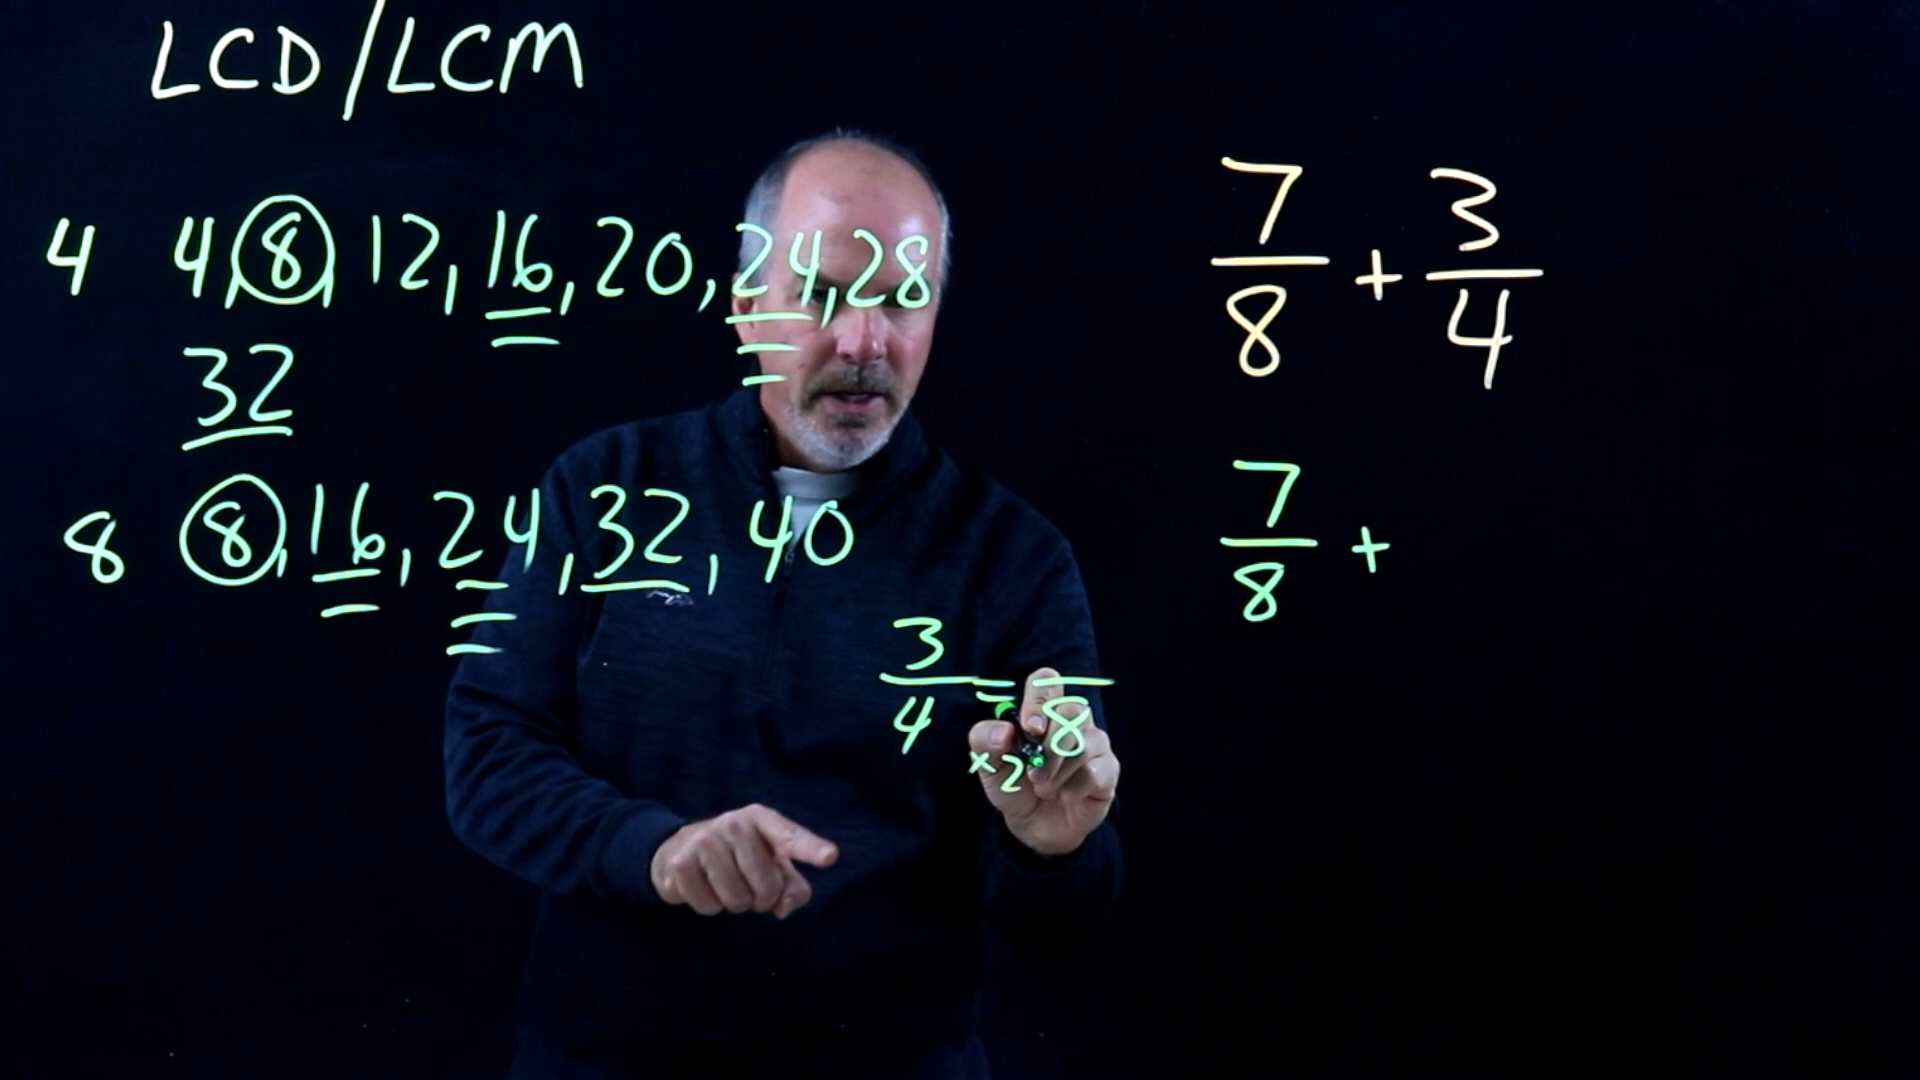 LCD/LCM
4 4, 8, 12, 16, 20, 24, 28
32
8 8, 16, 24, 32, 40
7/8 + 3/4
7/8 +
3/4 = /8
×2